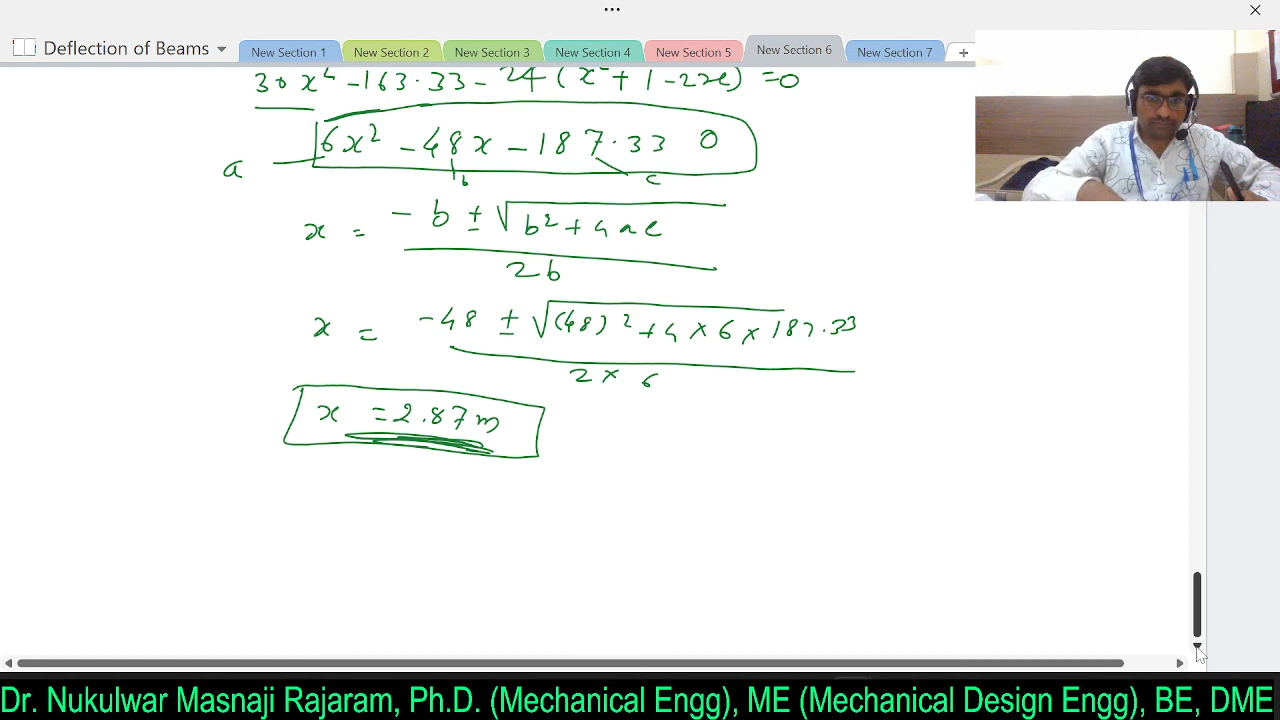 Deflection of Beams
New Section 1 New Section 2 New Section 3 New Section 4 New Section 5 New Section 6 New Section 7 +
30x² - 163.33 - 24 (x² + 1 - 2x) = 0
6x² - 48x - 187.33 0
a b c
x = - b ± √b² + 4ac
2b
x = -48 ± √(48)² + 4 × 6 × 187.33
2 × 6
x = 2.87m
Dr. Nukulwar Masnaji Rajaram, Ph.D. (Mechanical Engg), ME (Mechanical Design Engg), BE, DME